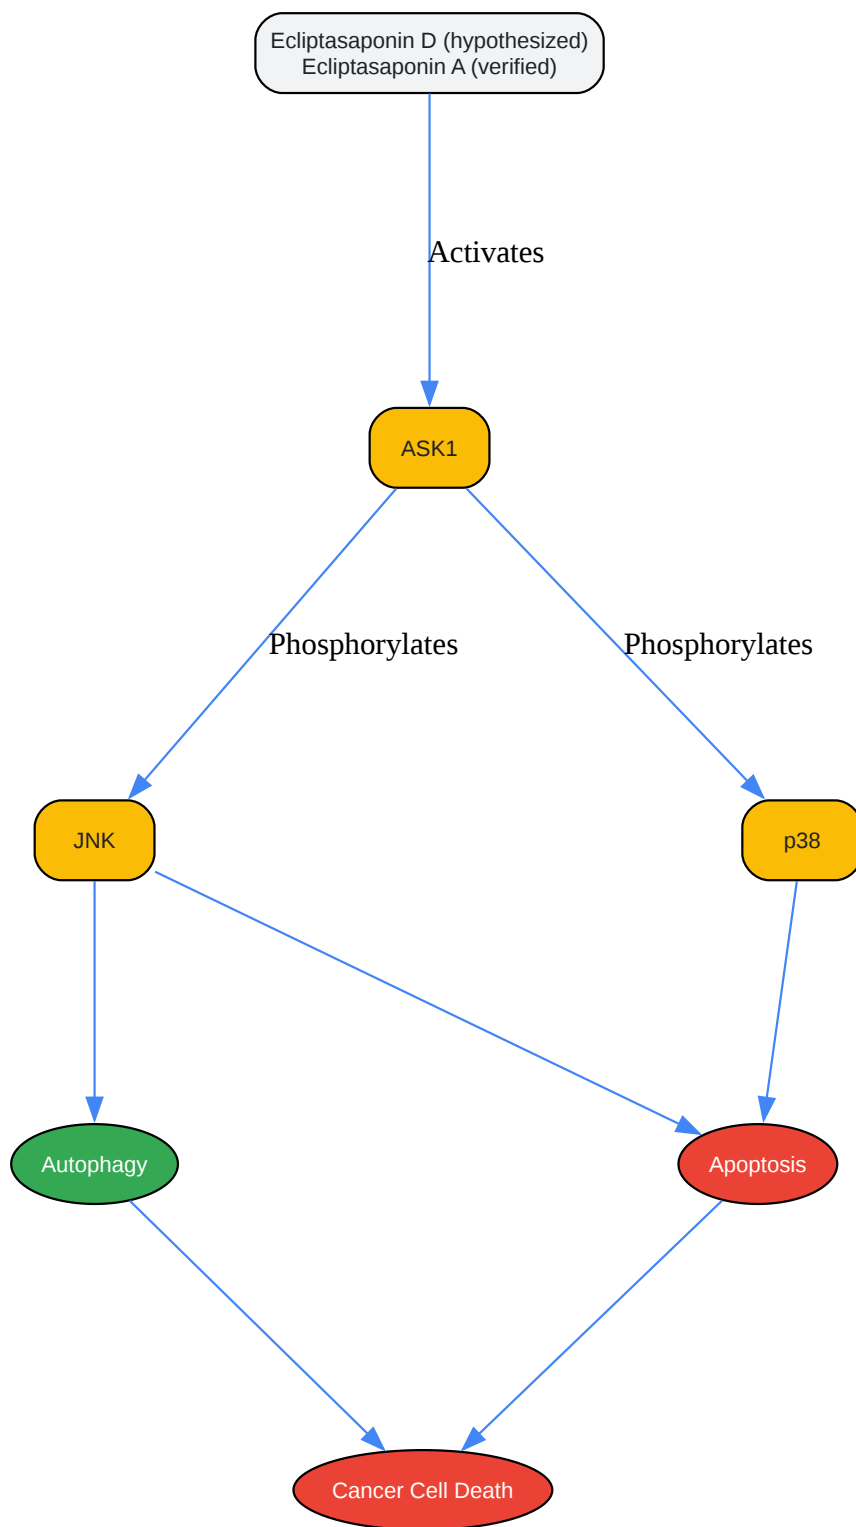 Ecliptasaponin D (hypothesized)
Ecliptasaponin A (verified)
Activates
ASK1
Phosphorylates
Phosphorylates
JNK
p38
Autophagy
Apoptosis
Cancer Cell Death